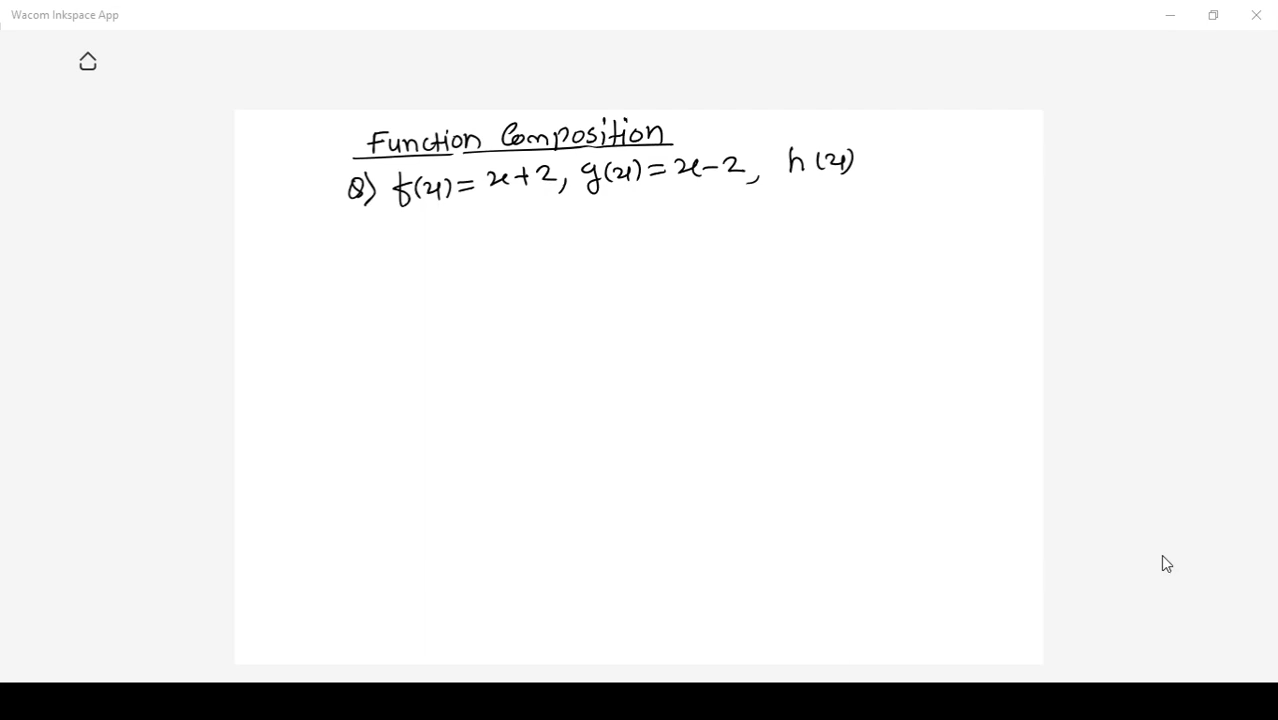 Wacom Inkspace App
Function Composition
Q) f(x) = x+2, g(x) = x-2, h(x)